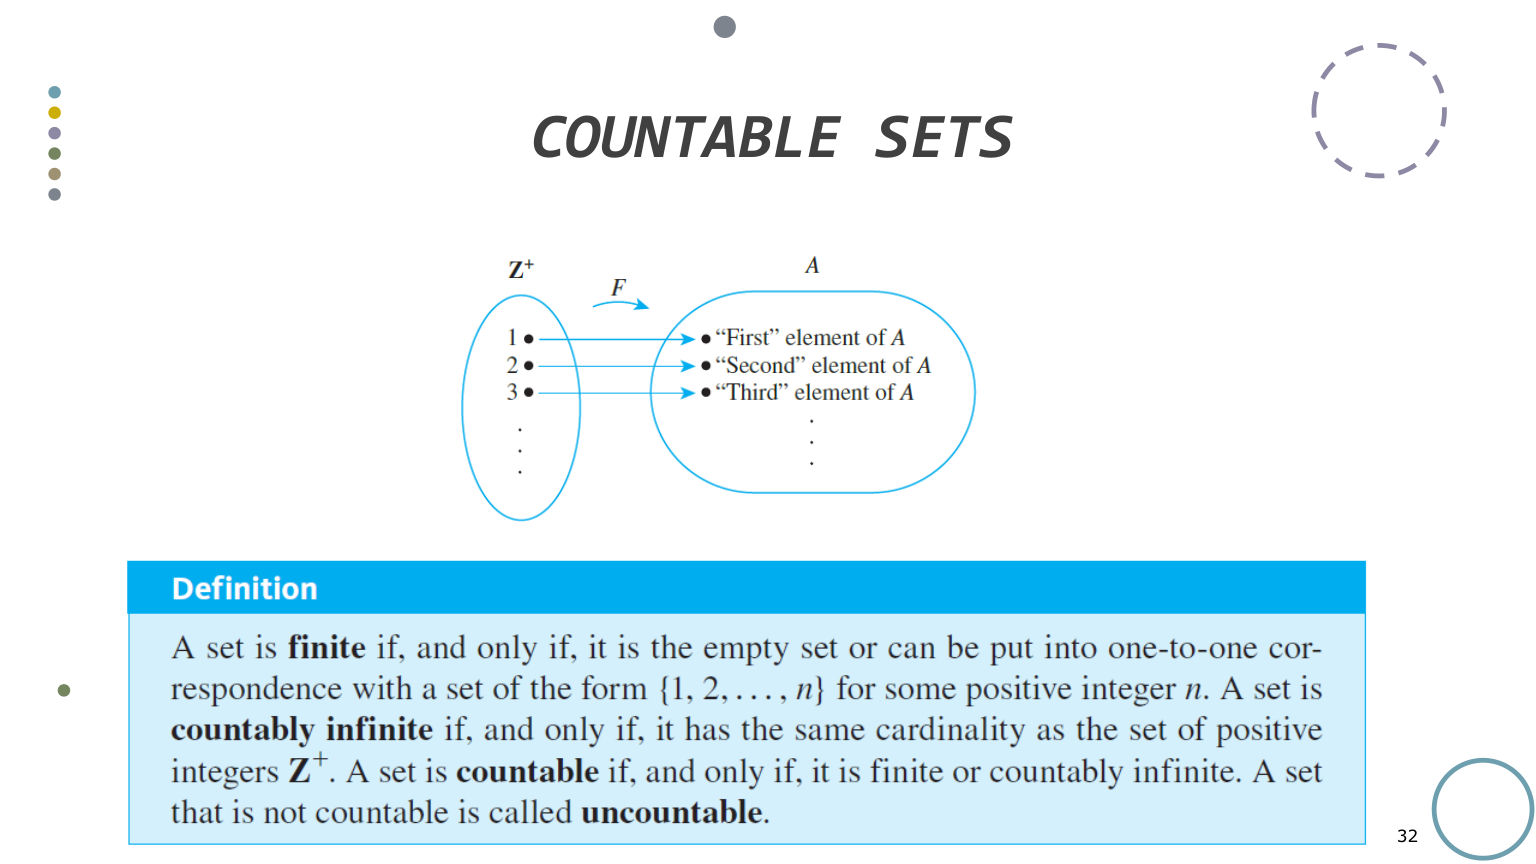 COUNTABLE SETS
Z⁺
F
A
1 • • “First” element of A
2 • • “Second” element of A
3 • • “Third” element of A
Definition
A set is finite if, and only if, it is the empty set or can be put into one-to-one cor-
respondence with a set of the form {1, 2, . . . , n} for some positive integer n. A set is
countably infinite if, and only if, it has the same cardinality as the set of positive
integers Z⁺. A set is countable if, and only if, it is finite or countably infinite. A set
that is not countable is called uncountable.
32